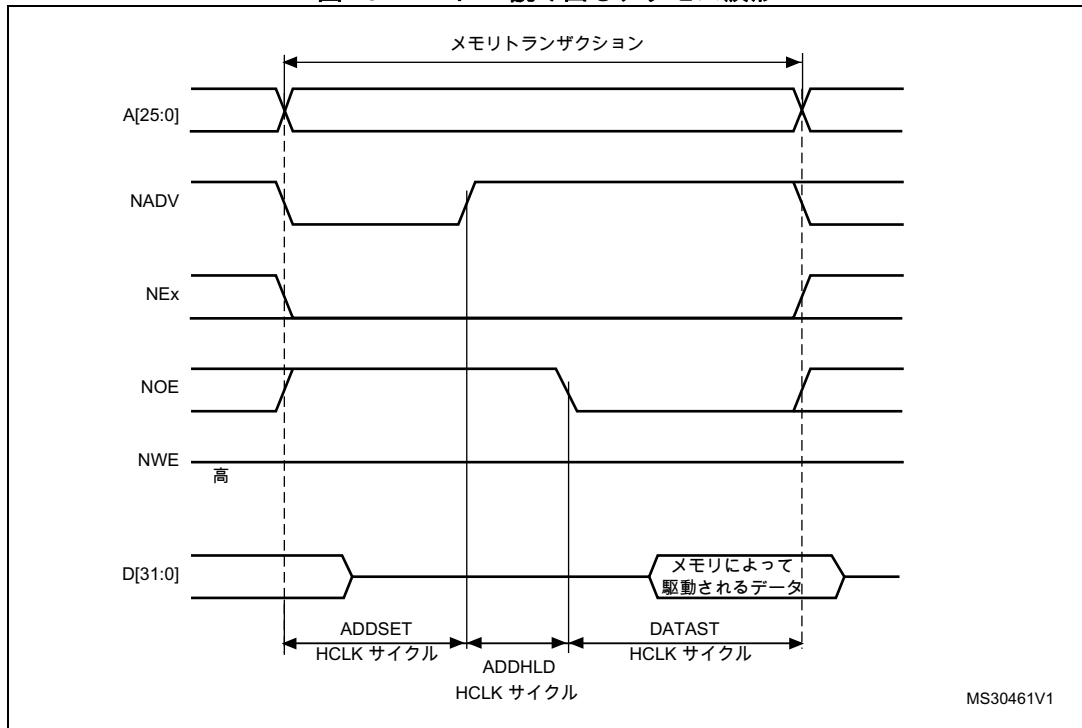 メモリトランザクション
A[25:0]
NADV
NEx
NOE
NWE
高
D[31:0]
メモリによって
駆動されるデータ
ADDSET
HCLK サイクル
ADDHLD
HCLK サイクル
DATAST
HCLK サイクル
MS30461V1